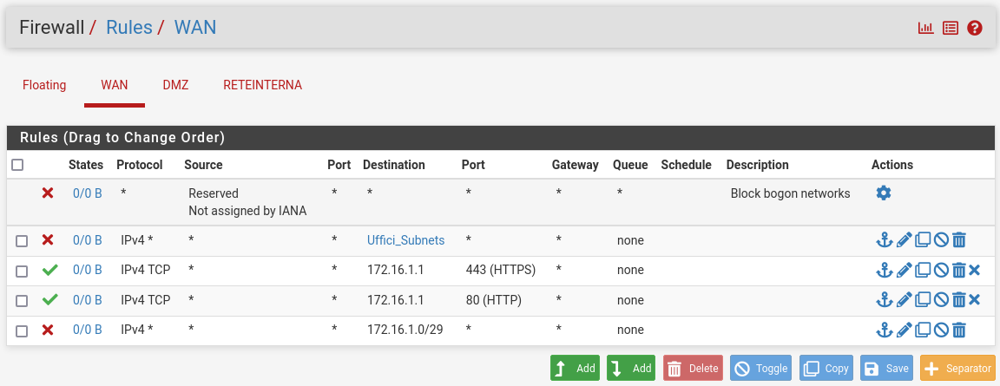 Firewall / Rules / WAN
Floating WAN DMZ RETEINTERNA
Rules (Drag to Change Order)
States Protocol Source Port Destination Port Gateway Queue Schedule Description Actions
0/0 B * Reserved * * * * * Block bogon networks
Not assigned by IANA
0/0 B IPv4 * * * Uffici_Subnets * * none
0/0 B IPv4 TCP * * 172.16.1.1 443 (HTTPS) * none
0/0 B IPv4 TCP * * 172.16.1.1 80 (HTTP) * none
0/0 B IPv4 * * * 172.16.1.0/29 * * none
Add Add Delete Toggle Copy Save Separator